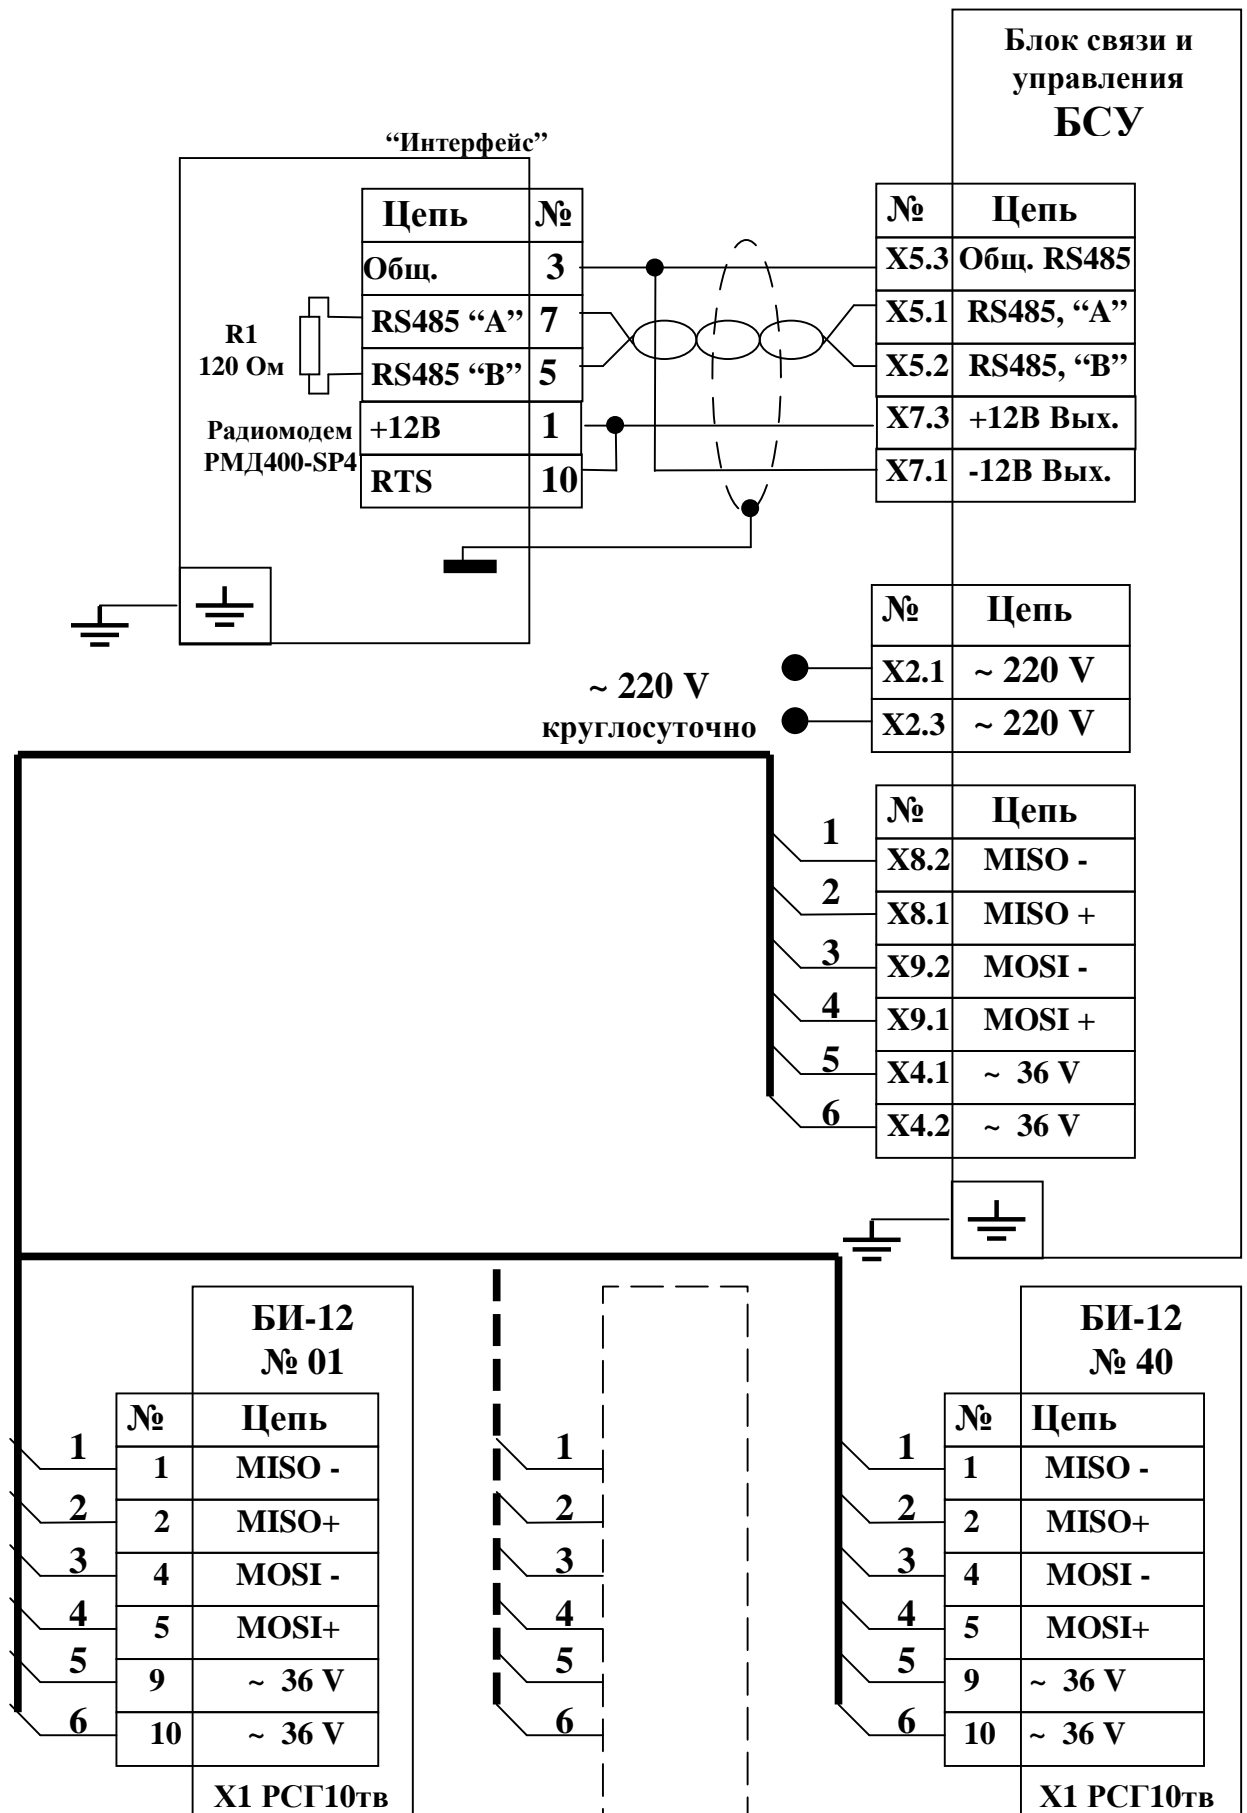 Блок связи и
управления
БСУ
“Интерфейс”
Цепь №
Общ. 3
RS485 “A” 7
RS485 “B” 5
+12В 1
RTS 10
R1
120 Ом
Радиомодем
РМД400-SP4
№ Цепь
X5.3 Общ. RS485
X5.1 RS485, “A”
X5.2 RS485, “B”
X7.3 +12В Вых.
X7.1 -12В Вых.
№ Цепь
X2.1 ~ 220 V
X2.3 ~ 220 V
~ 220 V
круглосуточно
№ Цепь
1 X8.2 MISO -
2 X8.1 MISO +
3 X9.2 MOSI -
4 X9.1 MOSI +
5 X4.1 ~ 36 V
6 X4.2 ~ 36 V
БИ-12
№ 01
№ Цепь
1 1 MISO -
2 2 MISO+
3 4 MOSI -
4 5 MOSI+
5 9 ~ 36 V
6 10 ~ 36 V
X1 РСГ10тв
1
2
3
4
5
6
БИ-12
№ 40
№ Цепь
1 1 MISO -
2 2 MISO+
3 4 MOSI -
4 5 MOSI+
5 9 ~ 36 V
6 10 ~ 36 V
X1 РСГ10тв